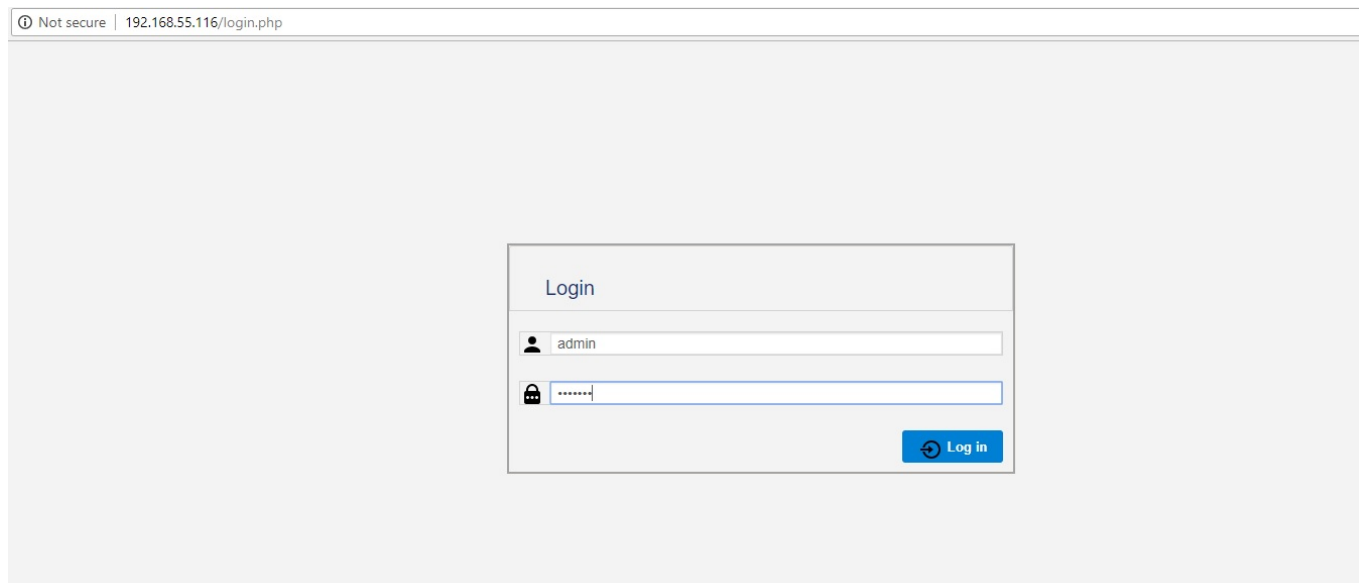 Not secure | 192.168.55.116/login.php
Login
admin
•••••••
Log in